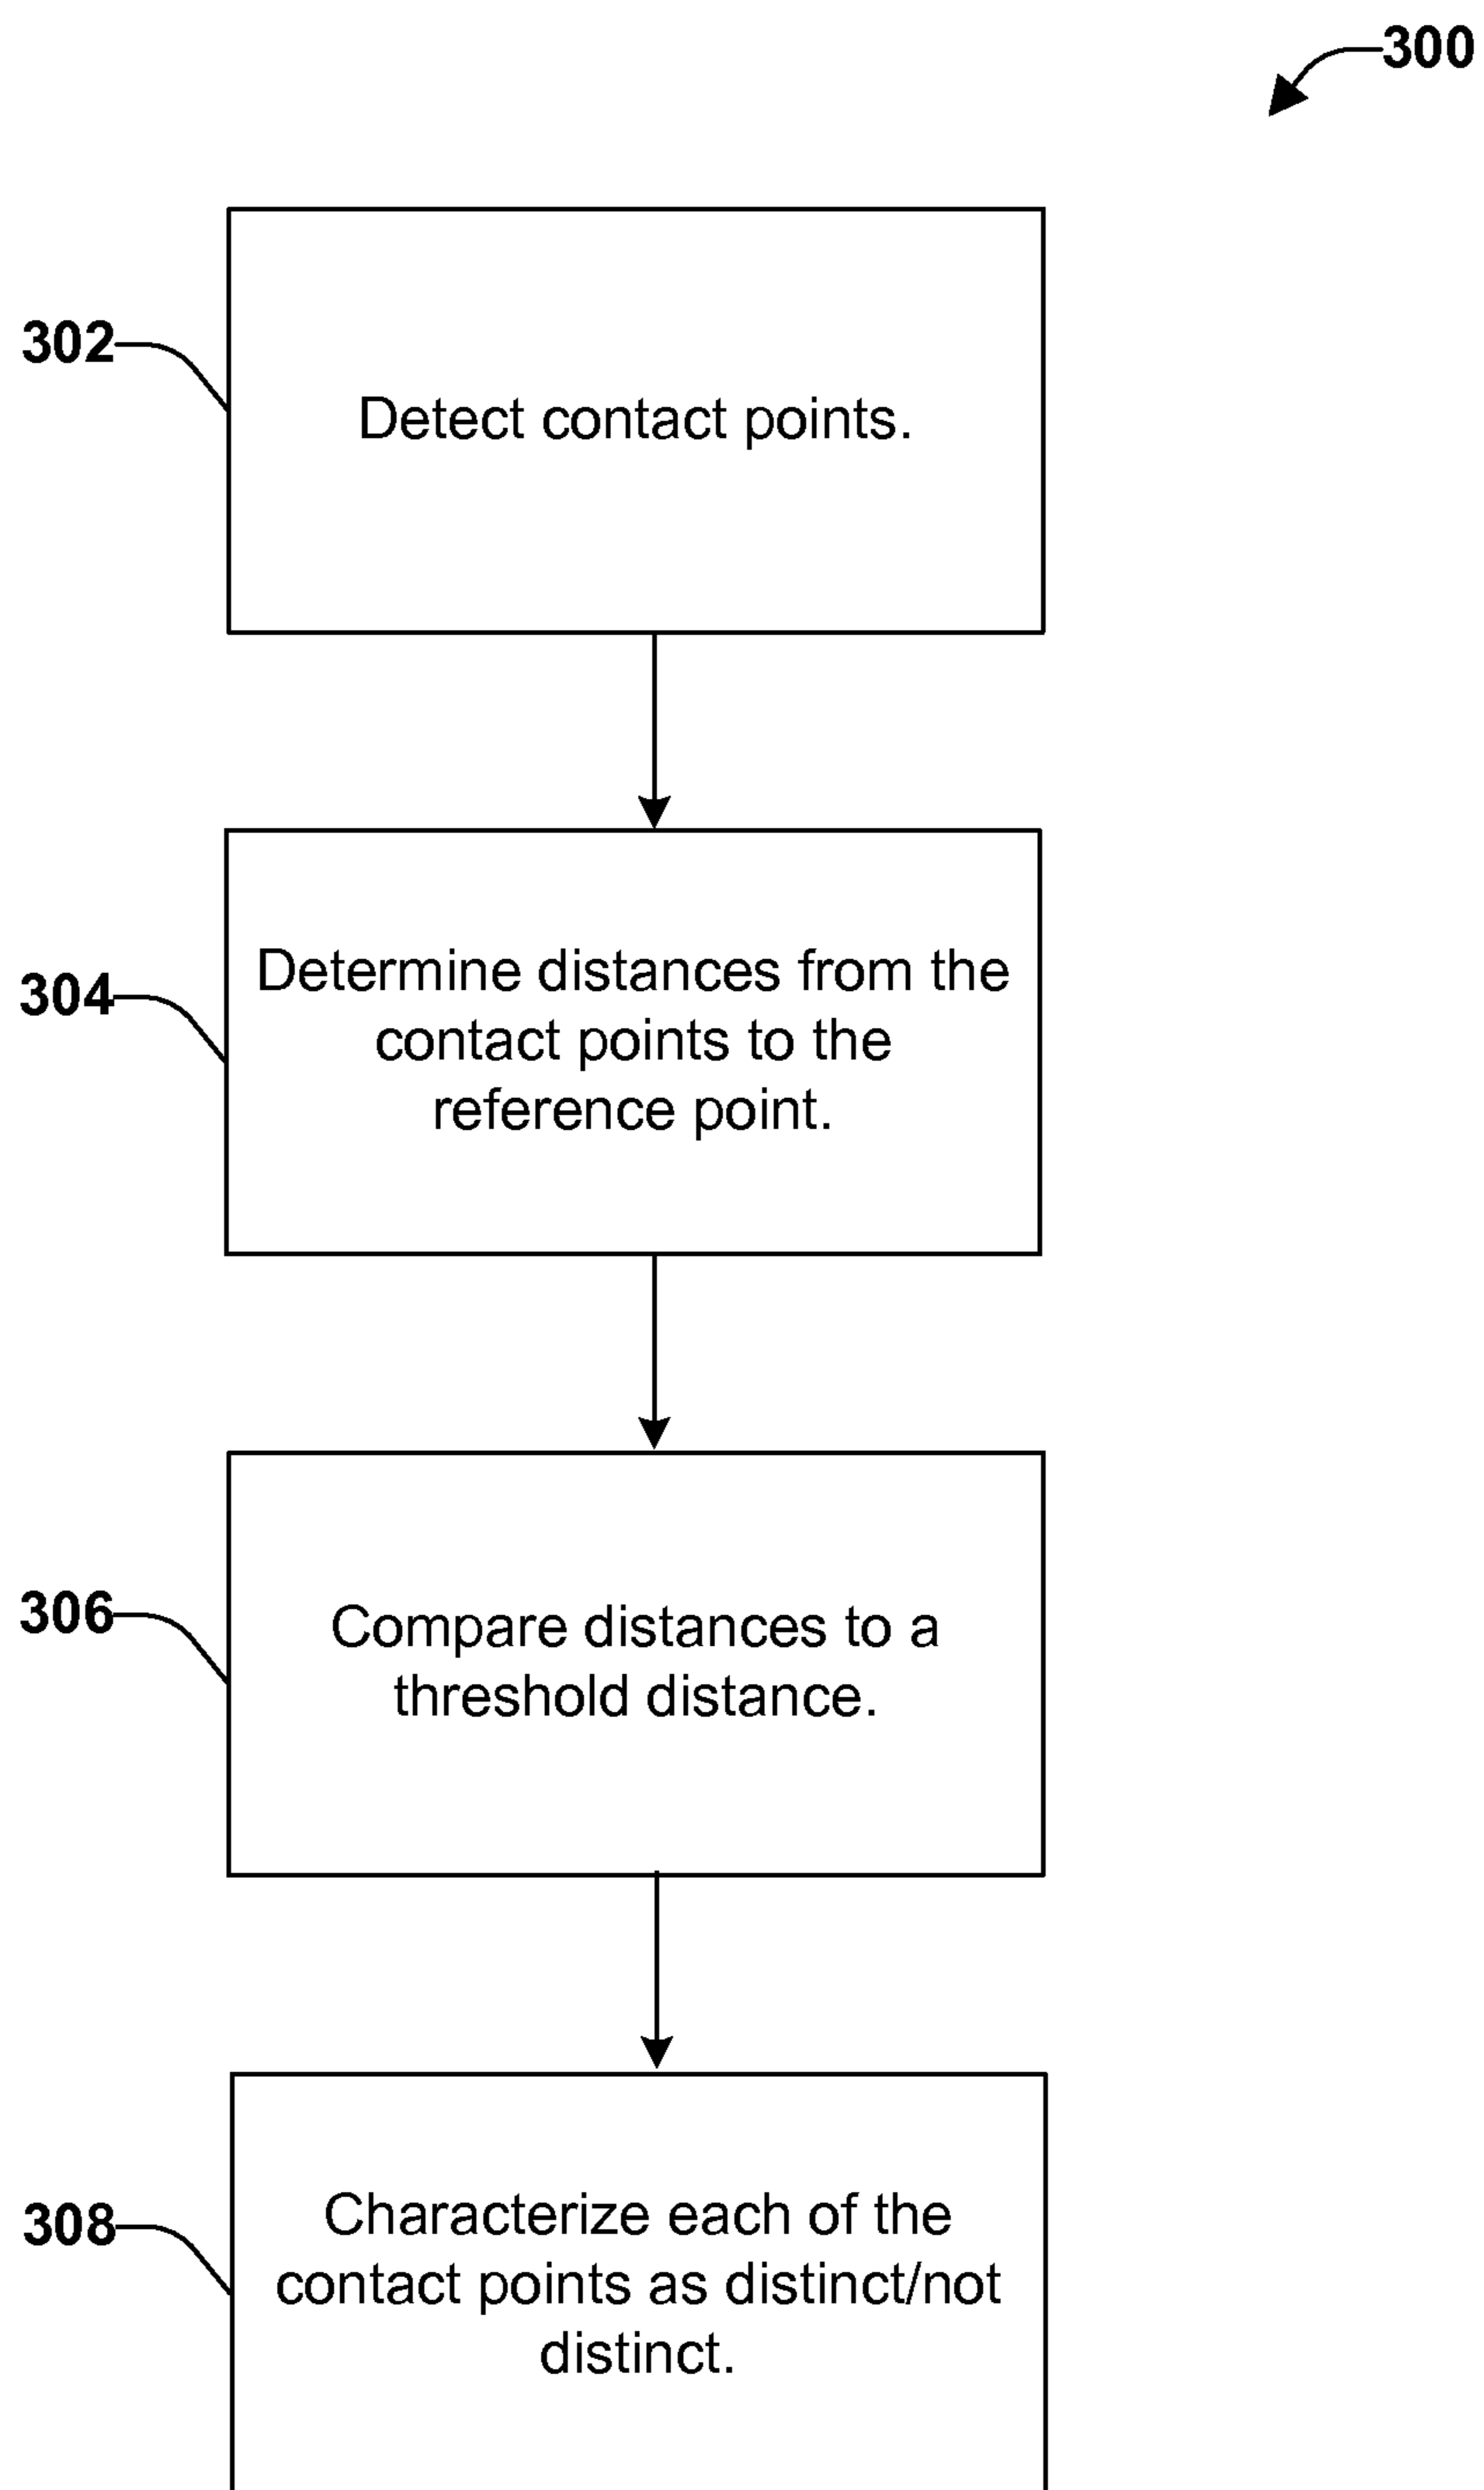 300
302
Detect contact points.
304
Determine distances from the
contact points to the
reference point.
306
Compare distances to a
threshold distance.
308
Characterize each of the
contact points as distinct/not
distinct.